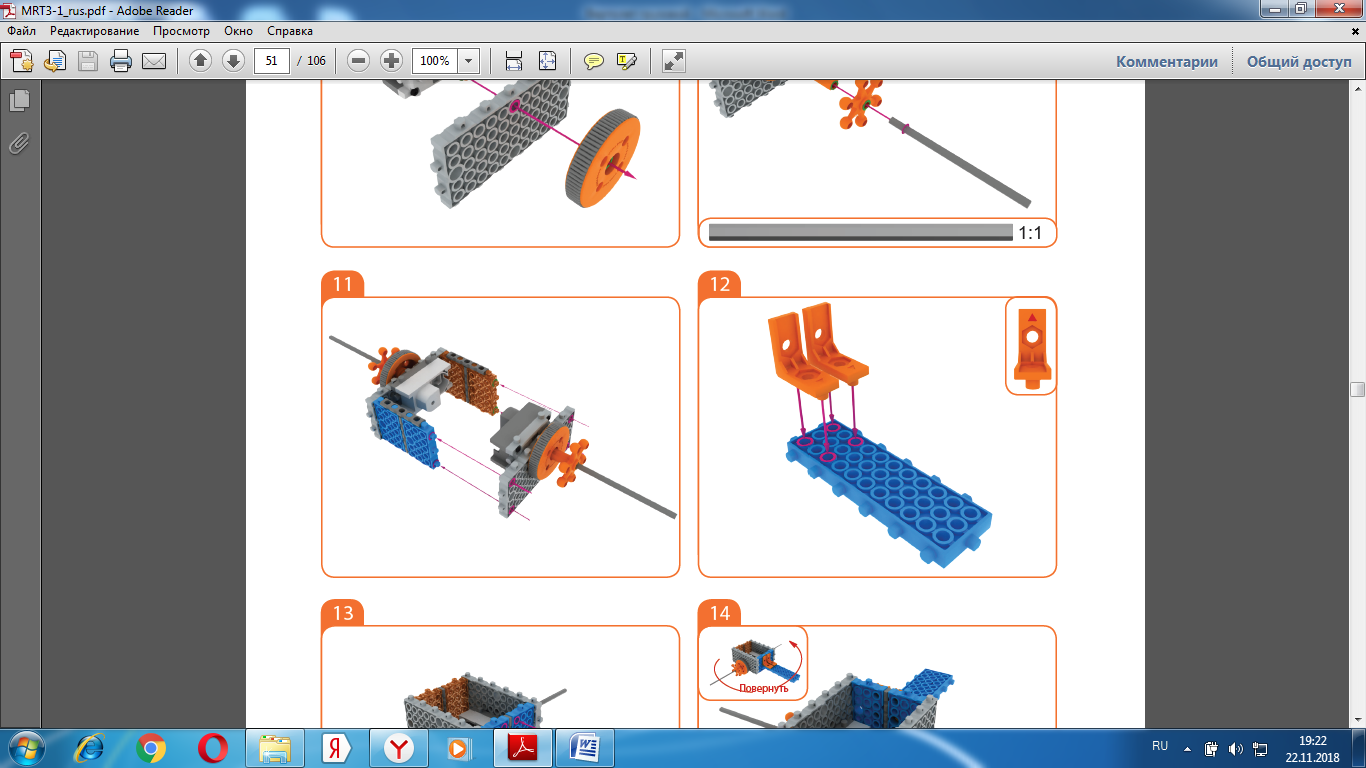 MRT3-1_rus.pdf - Adobe Reader
Файл Редактирование Просмотр Окно Справка
51 / 106 100% Комментарии Общий доступ
1:1
11 12
13 14
Повернуть
RU 19:22
22.11.2018